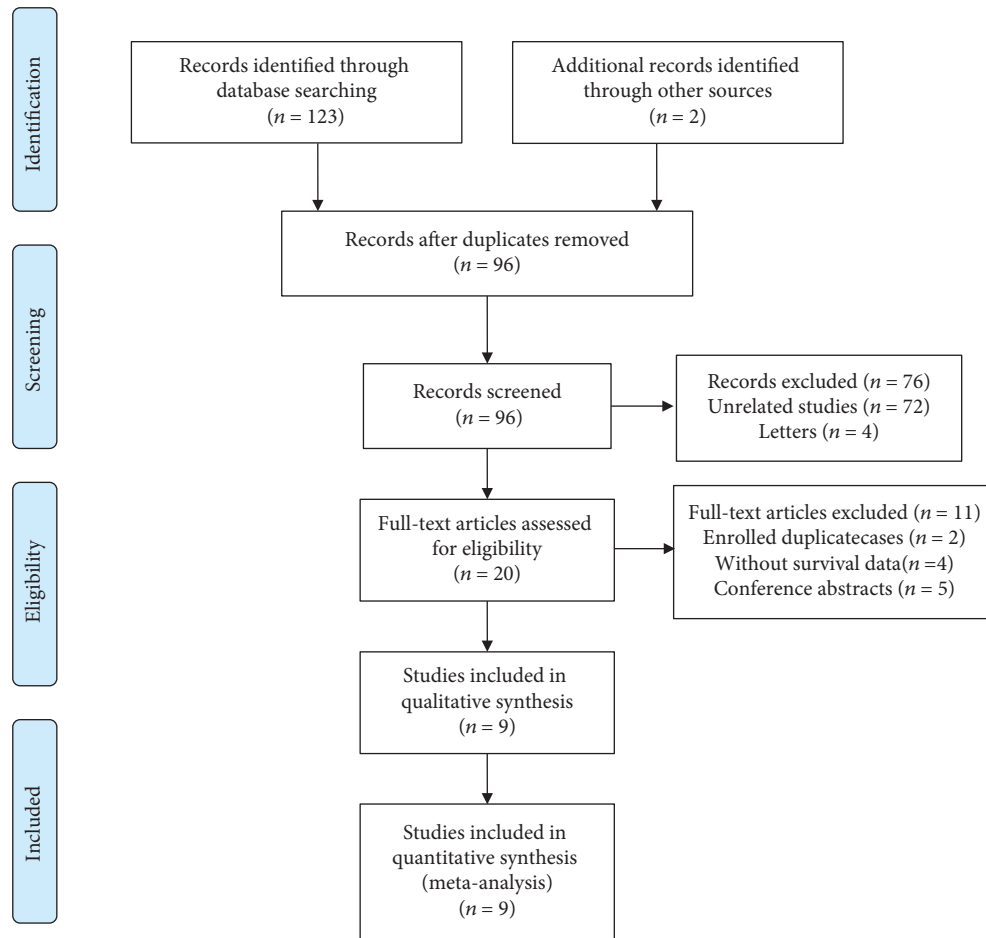 Identification
Records identified through
database searching
(n = 123)
Additional records identified
through other sources
(n = 2)
Records after duplicates removed
(n = 96)
Screening
Records screened
(n = 96)
Records excluded (n = 76)
Unrelated studies (n = 72)
Letters (n = 4)
Eligibility
Full-text articles assessed
for eligibility
(n = 20)
Full-text articles excluded (n = 11)
Enrolled duplicatecases (n = 2)
Without survival data(n =4)
Conference abstracts (n = 5)
Studies included in
qualitative synthesis
(n = 9)
Included
Studies included in
quantitative synthesis
(meta-analysis)
(n = 9)